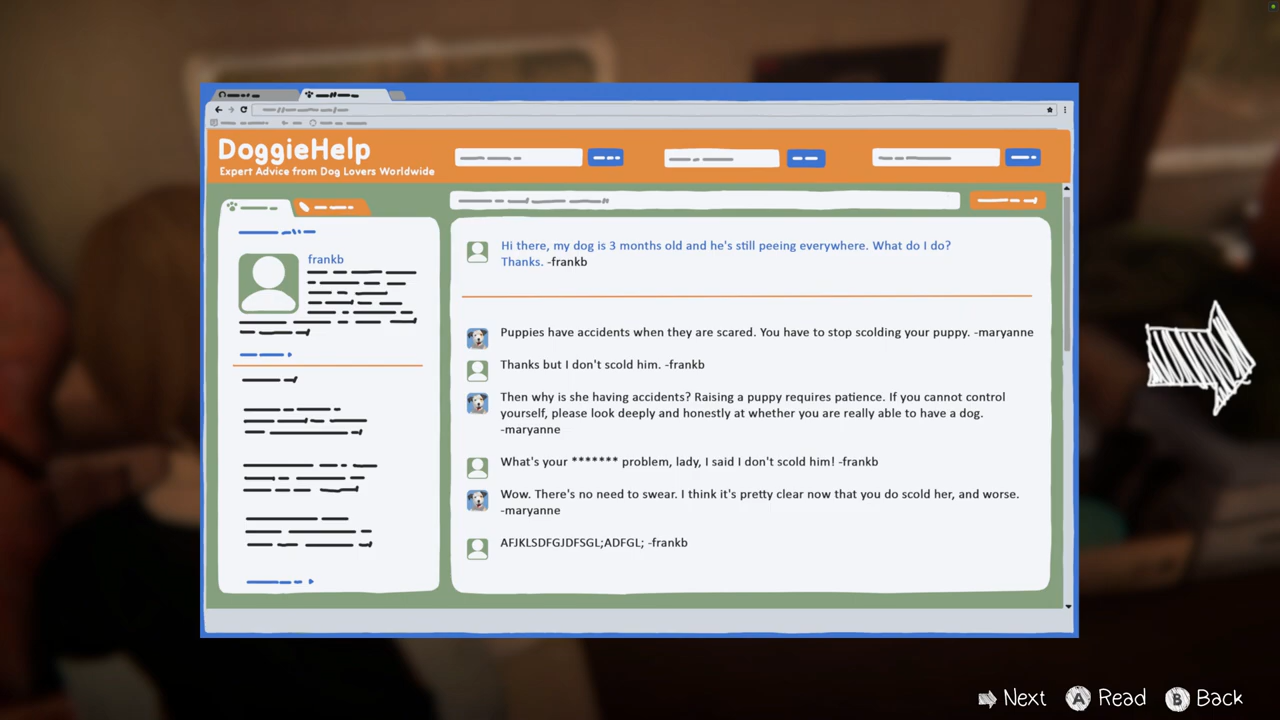 DoggieHelp
Expert Advice from Dog Lovers Worldwide
frankb
Hi there, my dog is 3 months old and he's still peeing everywhere. What do I do?
Thanks. -frankb
Puppies have accidents when they are scared. You have to stop scolding your puppy. -maryanne
Thanks but I don't scold him. -frankb
Then why is she having accidents? Raising a puppy requires patience. If you cannot control
yourself, please look deeply and honestly at whether you are really able to have a dog.
-maryanne
What's your ******* problem, lady, I said I don't scold him! -frankb
Wow. There's no need to swear. I think it's pretty clear now that you do scold her, and worse.
-maryanne
AFJKLSDFGJDFSGL;ADFGL; -frankb
Next A Read B Back